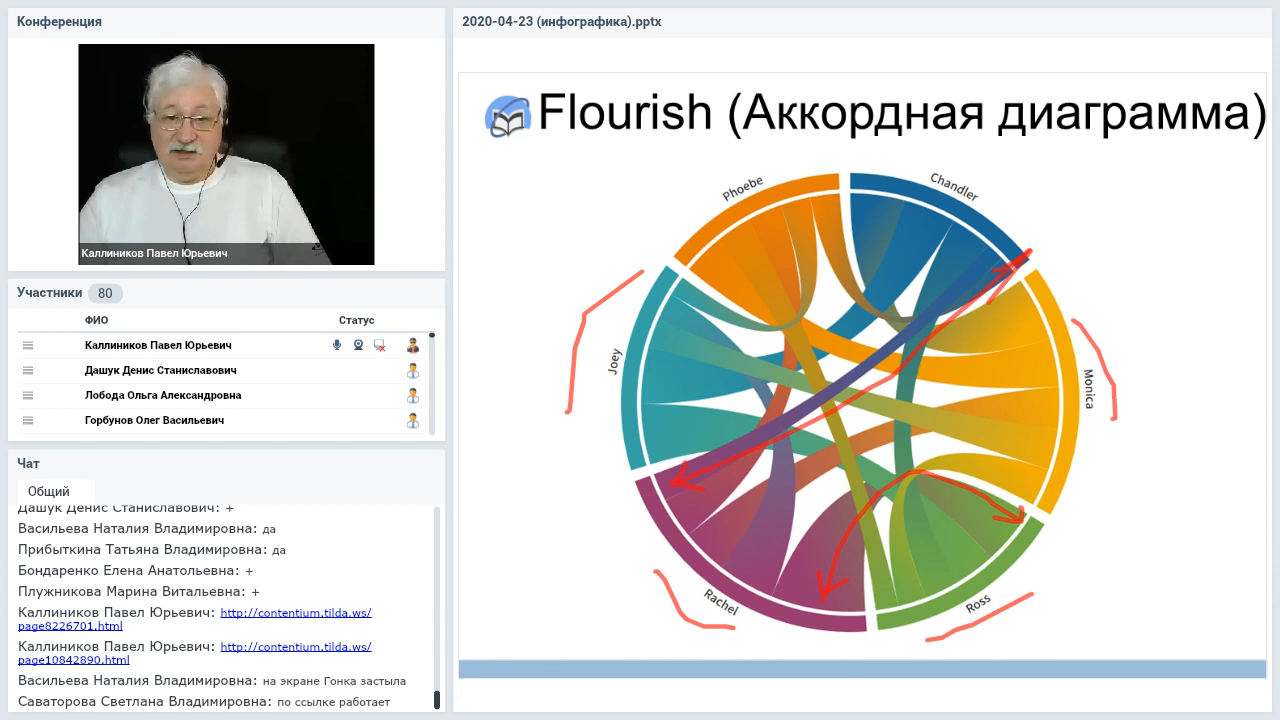 Конференция
Каллиников Павел Юрьевич
Участники 80
ФИО Статус
Каллиников Павел Юрьевич
Дашук Денис Станиславович
Лобода Ольга Александровна
Горбунов Олег Васильевич
Чат
Общий
Дашук Денис Станиславович: +
Васильева Наталия Владимировна: да
Прибыткина Татьяна Владимировна: да
Бондаренко Елена Анатольевна: +
Плужникова Марина Витальевна: +
Каллиников Павел Юрьевич: http://contentium.tilda.ws/
page8226701.html
Каллиников Павел Юрьевич: http://contentium.tilda.ws/
page10842890.html
Васильева Наталия Владимировна: на экране Гонка застыла
Саваторова Светлана Владимировна: по ссылке работает
2020-04-23 (инфографика).pptx
Flourish (Аккордная диаграмма)
Phoebe
Chandler
Joey
Monica
Rachel
Ross